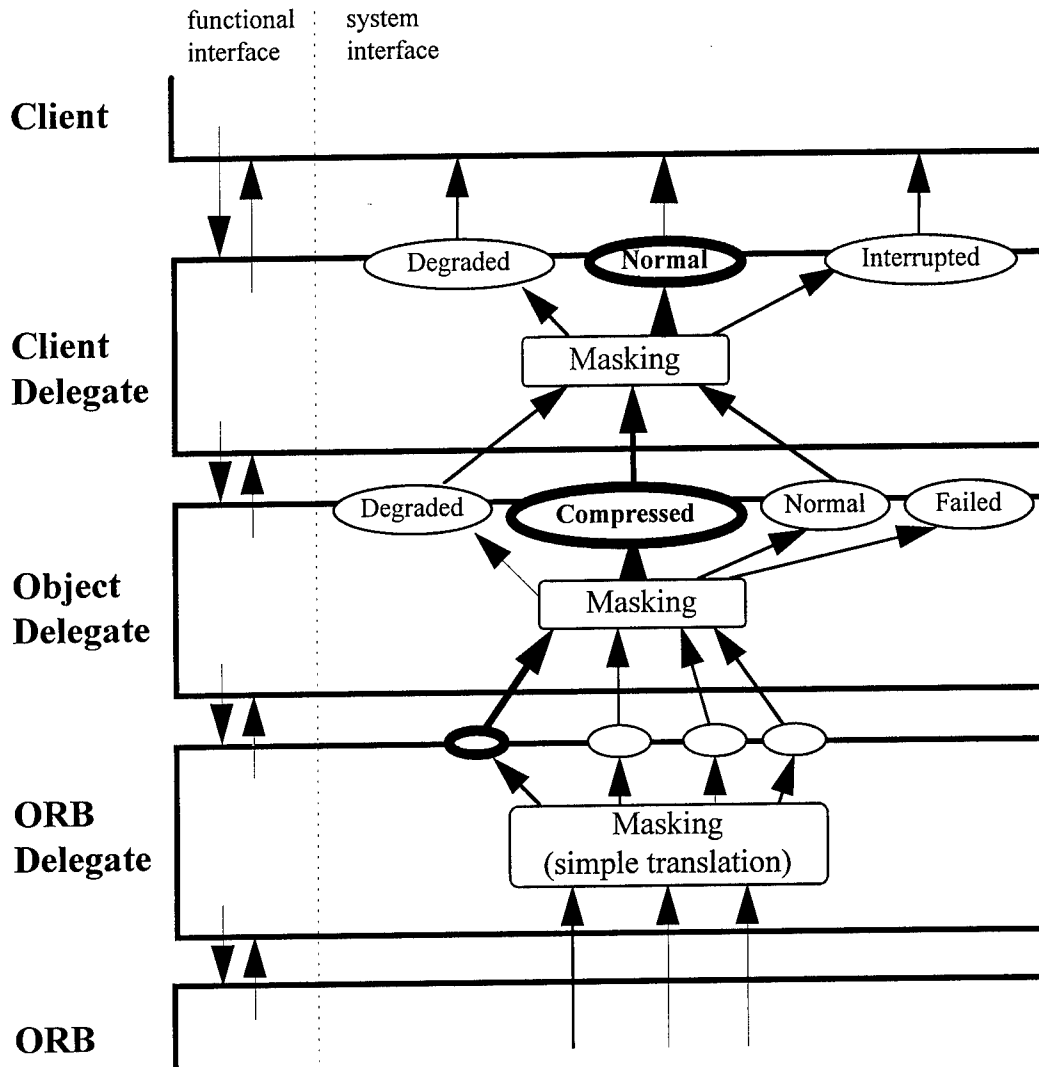 functional
interface
system
interface
Client
Degraded
Normal
Interrupted
Client
Delegate
Masking
Degraded
Compressed
Normal
Failed
Object
Delegate
Masking
ORB
Delegate
Masking
(simple translation)
ORB